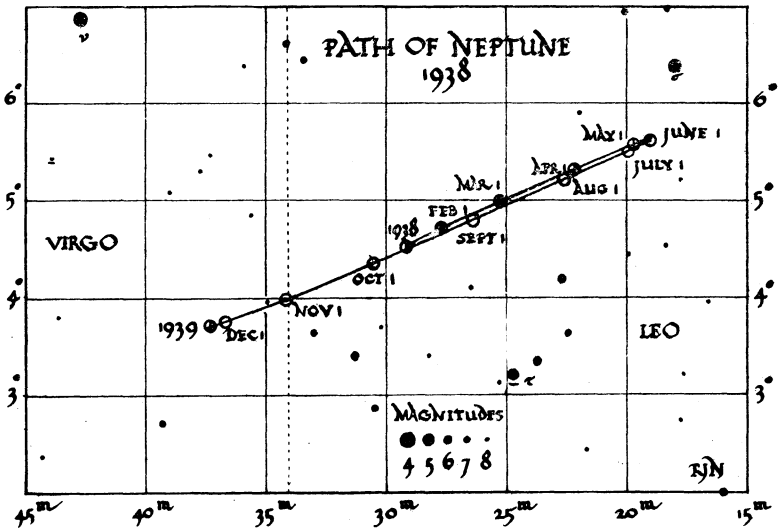 PATH OF NEPTUNE
1938
ν
σ
6° 6°
MAY 1 JUNE 1
APR 1 JULY 1
MAR 1 AUG 1
5° 5°
FEB 1
1938 SEPT 1
VIRGO
OCT 1
4° 4°
NOV 1
1939 DEC 1 LEO
τ
3° 3°
MAGNITUDES
4 5 6 7 8
RJN
45ᵐ 40ᵐ 35ᵐ 30ᵐ 25ᵐ 20ᵐ 15ᵐ